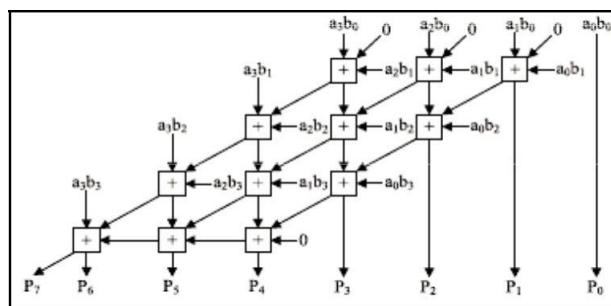 a₃b₀ 0 a₂b₀ 0 a₁b₀ 0 a₀b₀
a₃b₁ + a₂b₁ + a₁b₁ + a₀b₁
a₃b₂ + a₂b₂ + a₁b₂ + a₀b₂
a₃b₃ + a₂b₃ + a₁b₃ + a₀b₃
+ + + 0
P₇ P₆ P₅ P₄ P₃ P₂ P₁ P₀